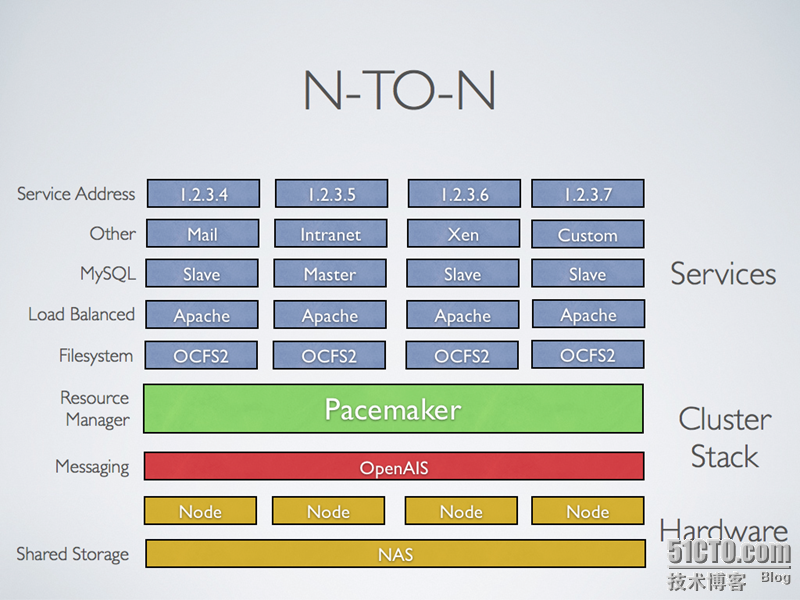 N-TO-N
Service Address 1.2.3.4 1.2.3.5 1.2.3.6 1.2.3.7
Other Mail Intranet Xen Custom
MySQL Slave Master Slave Slave
Services
Load Balanced Apache Apache Apache Apache
Filesystem OCFS2 OCFS2 OCFS2 OCFS2
Resource
Manager
Pacemaker
Cluster
Stack
Messaging OpenAIS
Node Node Node Node
Hardware
Shared Storage NAS
51CTO.com
技术博客 Blog